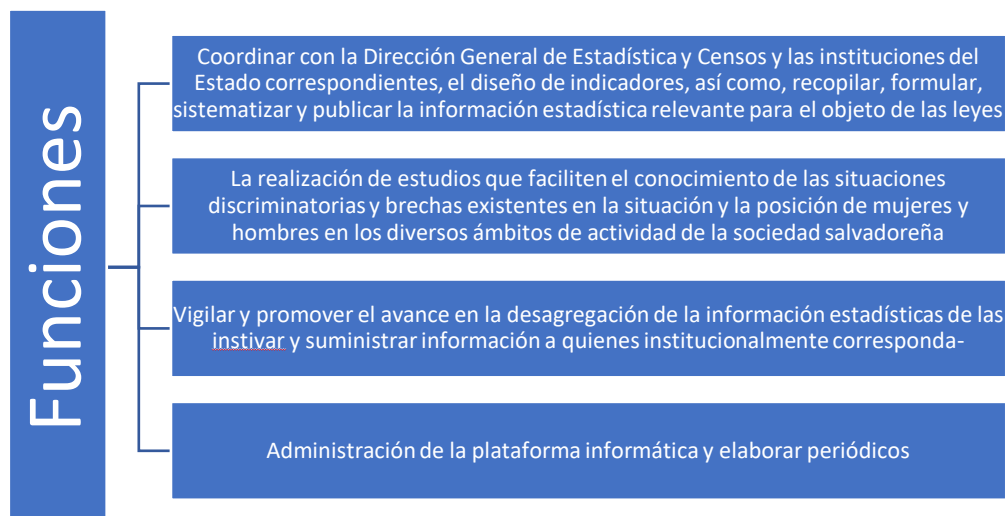 Funciones
Coordinar con la Dirección General de Estadística y Censos y las instituciones del
Estado correspondientes, el diseño de indicadores, así como, recopilar, formular,
sistematizar y publicar la información estadística relevante para el objeto de las leyes
La realización de estudios que faciliten el conocimiento de las situaciones
discriminatorias y brechas existentes en la situación y la posición de mujeres y
hombres en los diversos ámbitos de actividad de la sociedad salvadoreña
Vigilar y promover el avance en la desagregación de la información estadísticas de las
instivar y suministrar información a quienes institucionalmente corresponda-
Administración de la plataforma informática y elaborar periódicos